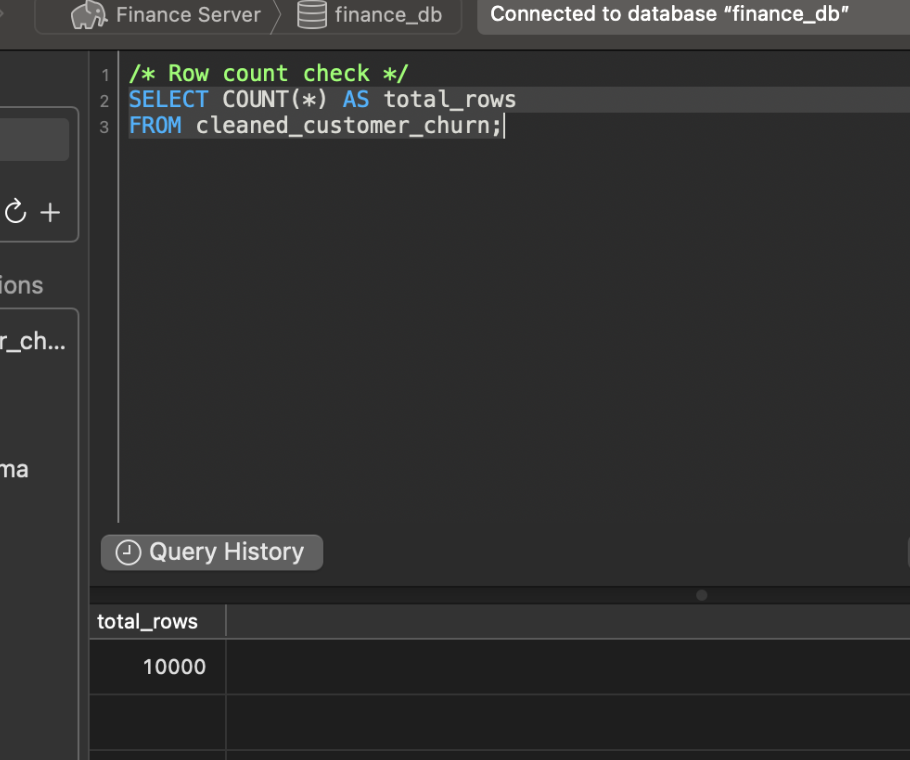 Finance Server finance_db Connected to database “finance_db”
1 /* Row count check */
2 SELECT COUNT(*) AS total_rows
3 FROM cleaned_customer_churn;
ions
r_ch...
ma
Query History
total_rows
10000